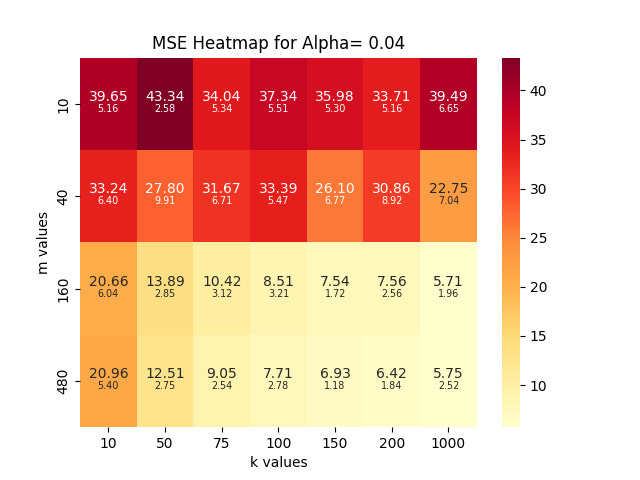 MSE Heatmap for Alpha= 0.04
10
39.65 43.34 34.04 37.34 35.98 33.71 39.49
5.16 2.58 5.34 5.51 5.30 5.16 6.65
40
33.24 27.80 31.67 33.39 26.10 30.86 22.75
6.40 9.91 6.71 5.47 6.77 8.92 7.04
160
20.66 13.89 10.42 8.51 7.54 7.56 5.71
6.04 2.85 3.12 3.21 1.72 2.56 1.96
480
20.96 12.51 9.05 7.71 6.93 6.42 5.75
5.40 2.75 2.54 2.78 1.18 1.84 2.52
10 50 75 100 150 200 1000
k values
m values
40
35
30
25
20
15
10